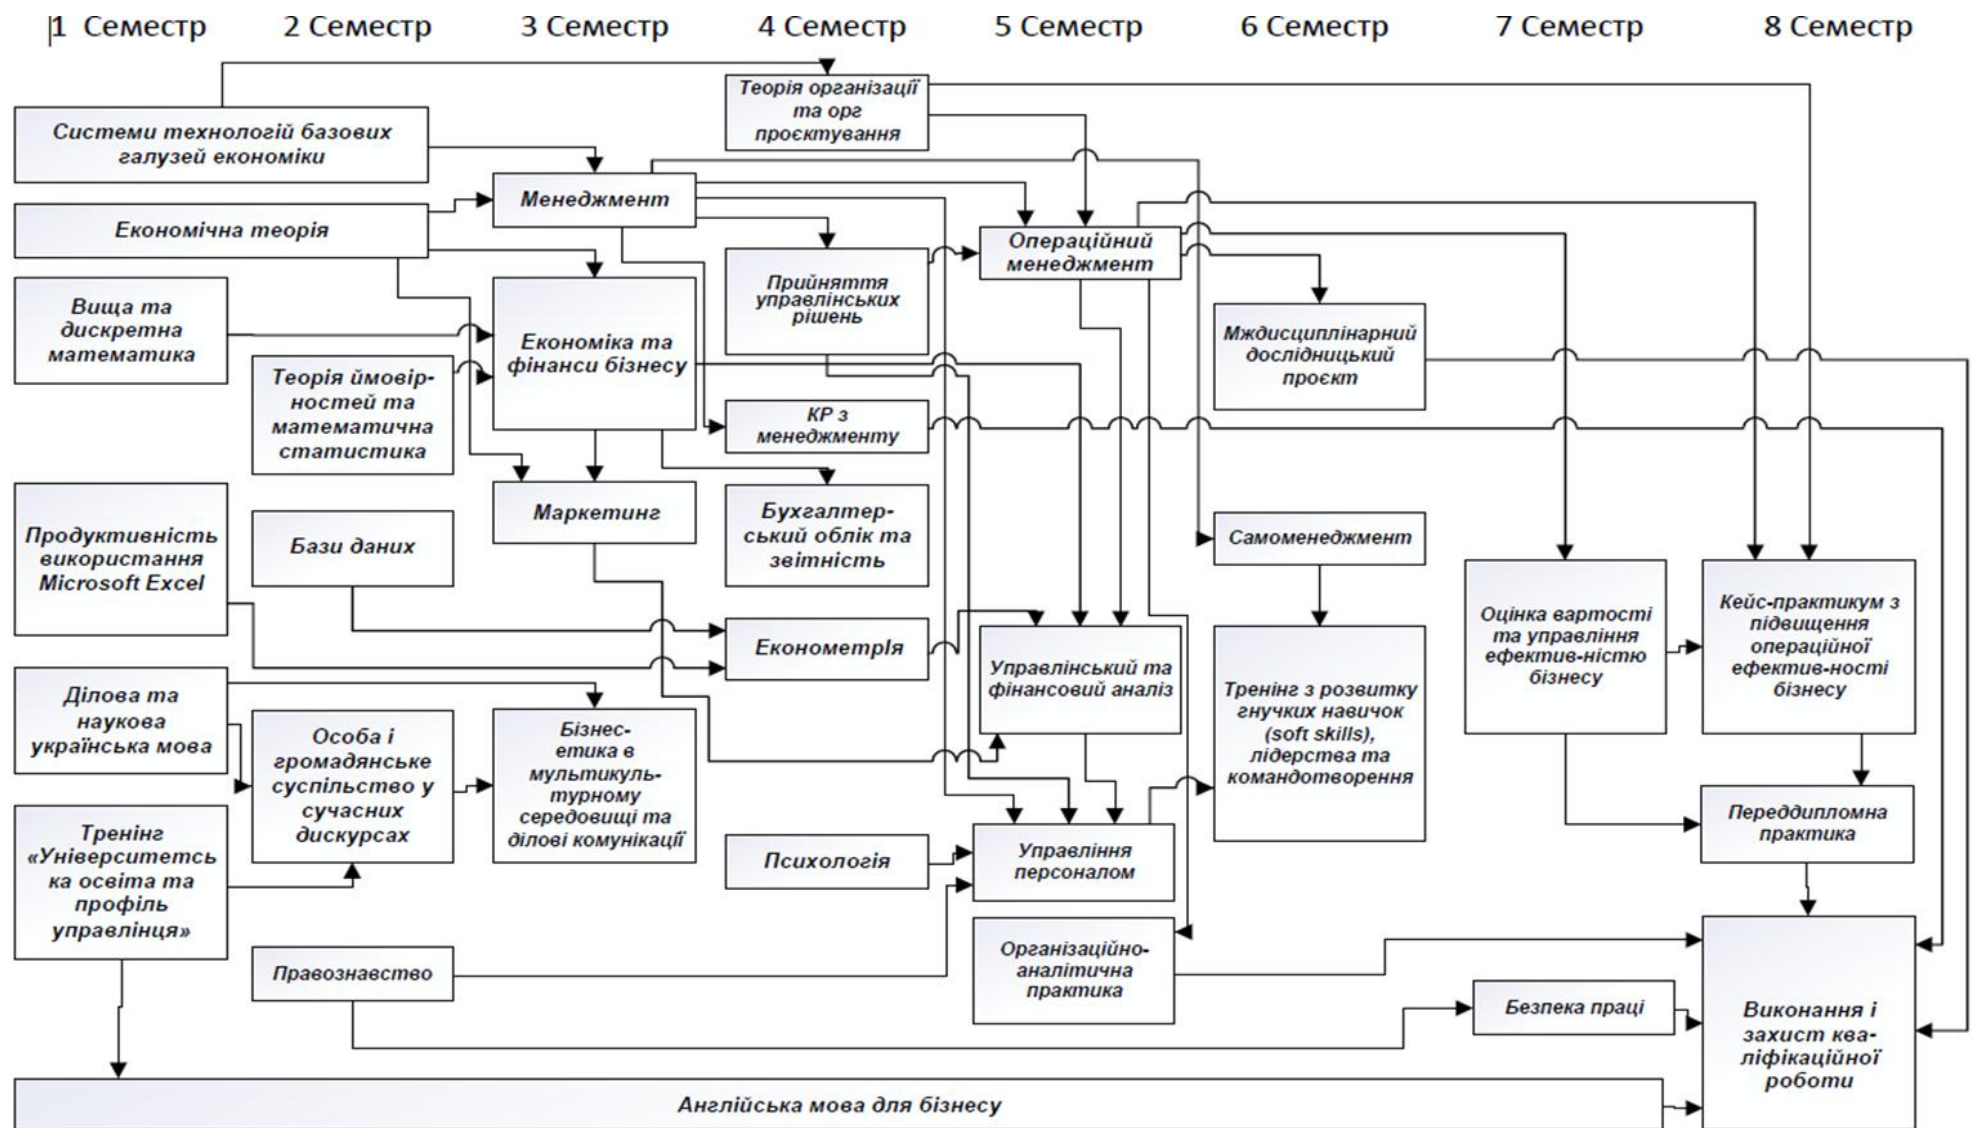 1 Семестр 2 Семестр 3 Семестр 4 Семестр 5 Семестр 6 Семестр 7 Семестр 8 Семестр
Системи технологій базових
галузей економіки
Економічна теорія
Вища та
дискретна
математика
Продуктивність
використання
Microsoft Excel
Ділова та
наукова
українська мова
Тренінг
«Університетсь
ка освіта та
профіль
управлінця»
Теорія ймовір-
ностей та
математична
статистика
Бази даних
Особа і
громадянське
суспільство у
сучасних
дискурсах
Правознавство
Менеджмент
Економіка та
фінанси бізнесу
Маркетинг
Бізнес-
етика в
мультикуль-
турному
середовищі та
ділові комунікації
Теорія організації
та орг
проєктування
Прийняття
управлінських
рішень
КР з
менеджменту
Бухгалтер-
ський облік та
звітність
ЕконометрІя
Психологія
Операційний
менеджмент
Управлінський та
фінансовий аналіз
Управління
персоналом
Організаційно-
аналітична
практика
Мждисциплінарний
дослідницький
проєкт
Самоменеджмент
Тренінг з розвитку
гнучких навичок
(soft skills),
лідерства та
командотворення
Оцінка вартості
та управління
ефектив-ністю
бізнесу
Безпека праці
Кейс-практикум з
підвищення
операційної
ефектив-ності
бізнесу
Переддипломна
практика
Виконання і
захист ква-
ліфікаційної
роботи
Англійська мова для бізнесу